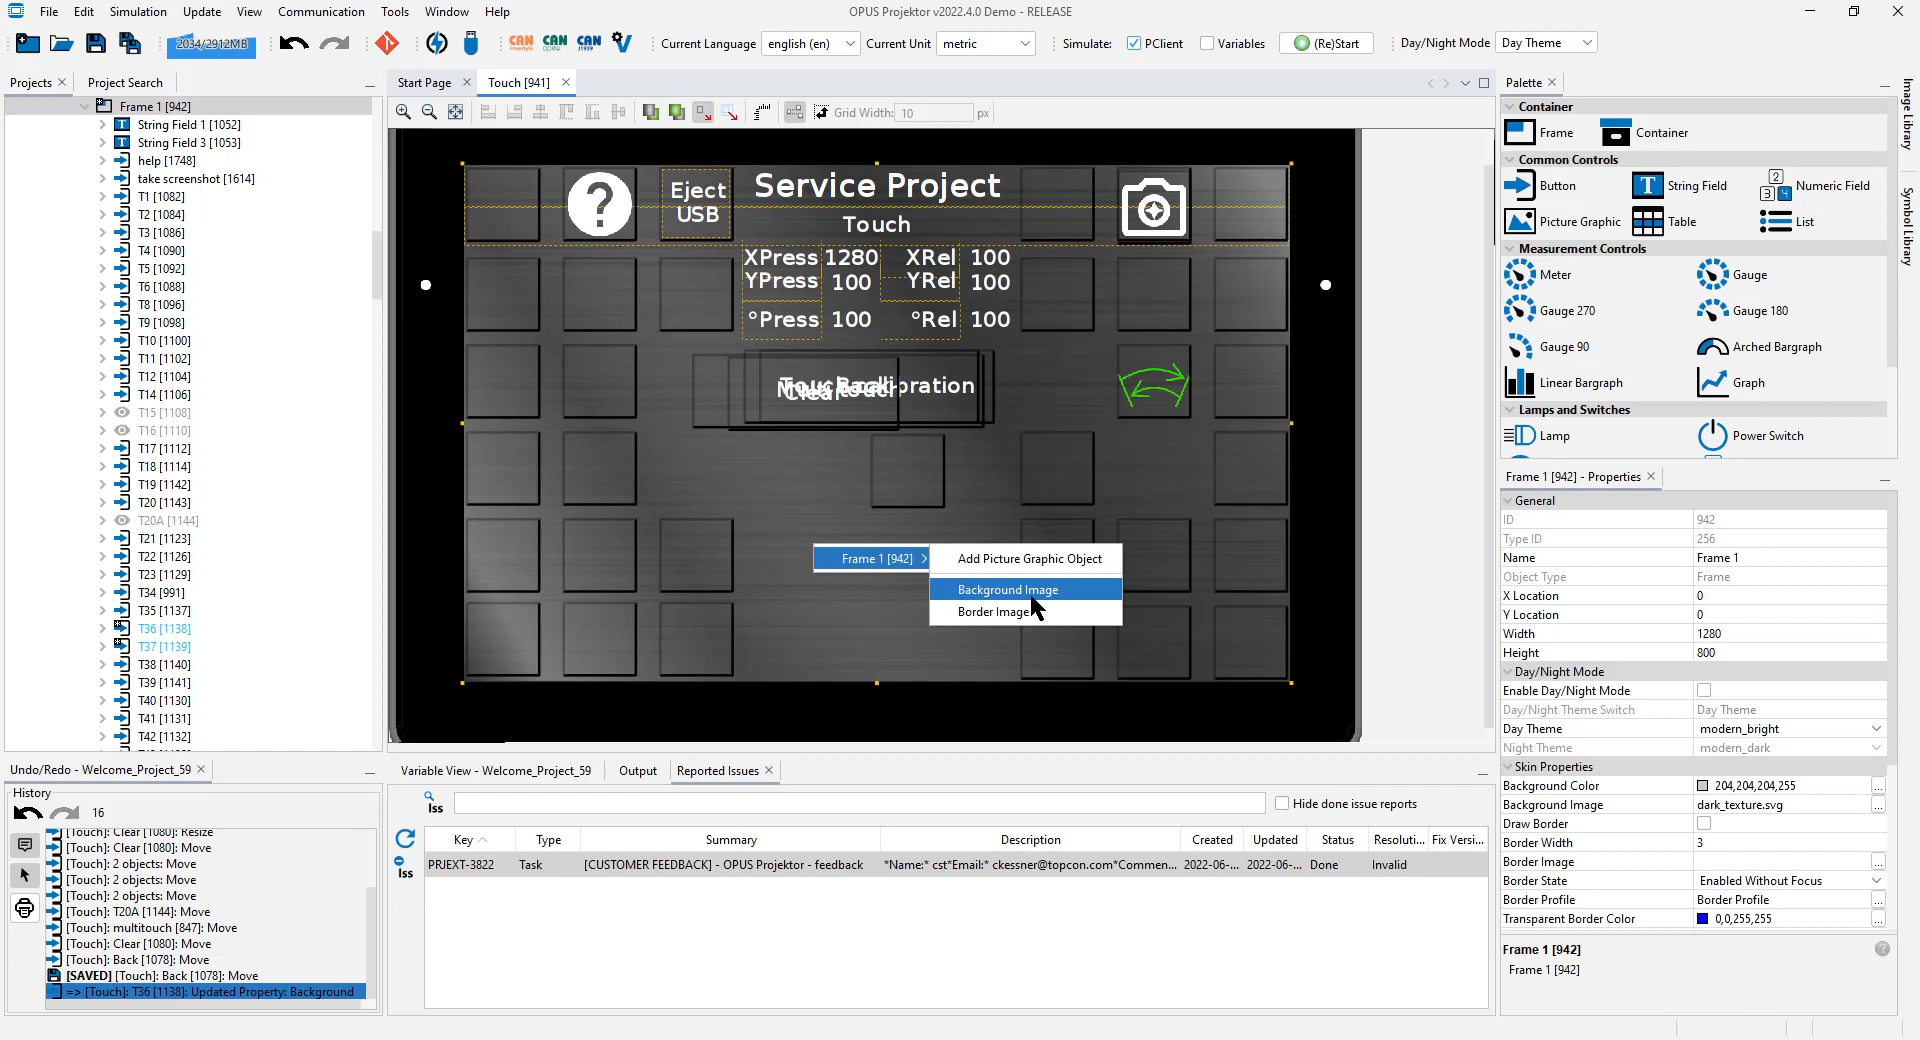 File Edit Simulation Update View Communication Tools Window Help
OPUS Projektor v2022.4.0 Demo - RELEASE
2034/2912MB
CAN freestyle CAN open CAN J1939
Current Language english (en) Current Unit metric Simulate: PClient Variables (Re)Start Day/Night Mode Day Theme
Projects Project Search
Frame 1 [942]
String Field 1 [1052]
String Field 3 [1053]
help [1748]
take screenshot [1614]
T1 [1082]
T2 [1084]
T3 [1086]
T4 [1090]
T5 [1092]
T6 [1088]
T8 [1096]
T9 [1098]
T10 [1100]
T11 [1102]
T12 [1104]
T14 [1106]
T15 [1108]
T16 [1110]
T17 [1112]
T18 [1114]
T19 [1142]
T20 [1143]
T20A [1144]
T21 [1123]
T22 [1126]
T23 [1129]
T34 [991]
T35 [1137]
T36 [1138]
T37 [1139]
T38 [1140]
T39 [1141]
T40 [1130]
T41 [1131]
T42 [1132]
Start Page Touch [941]
Grid Width: 10 px
? Eject
USB
Service Project
Touch
XPress 1280 XRel 100
YPress 100 YRel 100
°Press 100 °Rel 100
Frame 1 [942]
Add Picture Graphic Object
Background Image
Border Image
Palette
Container
Frame Container
Common Controls
Button String Field Numeric Field
Picture Graphic Table List
Measurement Controls
Meter Gauge
Gauge 270 Gauge 180
Gauge 90 Arched Bargraph
Linear Bargraph Graph
Lamps and Switches
Lamp Power Switch
Image Library
Symbol Library
Frame 1 [942] - Properties
General
ID 942
Type ID 256
Name Frame 1
Object Type Frame
X Location 0
Y Location 0
Width 1280
Height 800
Day/Night Mode
Enable Day/Night Mode
Day/Night Theme Switch Day Theme
Day Theme modern_bright
Night Theme modern_dark
Skin Properties
Background Color 204,204,204,255 ...
Background Image dark_texture.svg ...
Draw Border
Border Width 3
Border Image ...
Border State Enabled Without Focus
Border Profile Border Profile ...
Transparent Border Color 0,0,255,255 ...
Frame 1 [942]
Frame 1 [942]
Undo/Redo - Welcome_Project_59
History
16
[Touch]: Clear [1080]: Resize
[Touch]: Clear [1080]: Move
[Touch]: 2 objects: Move
[Touch]: 2 objects: Move
[Touch]: 2 objects: Move
[Touch]: T20A [1144]: Move
[Touch]: multitouch [847]: Move
[Touch]: Clear [1080]: Move
[Touch]: Back [1078]: Move
[SAVED] [Touch]: Back [1078]: Move
=> [Touch]: T36 [1138]: Updated Property: Background
Variable View - Welcome_Project_59 Output Reported Issues
Iss
Hide done issue reports
Key Type Summary Description Created Updated Status Resoluti... Fix Versi...
PRJEXT-3822 Task [CUSTOMER FEEDBACK] - OPUS Projektor - feedback *Name:* cst*Email:* ckessner@topcon.com*Commen... 2022-06-... 2022-06-... Done Invalid
Iss